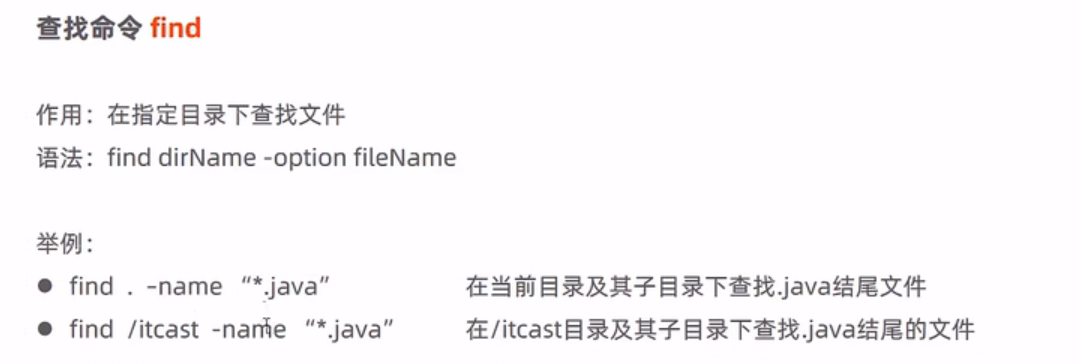 查找命令 find
作用：在指定目录下查找文件
语法：find dirName -option fileName
举例：
● find . -name “*.java” 在当前目录及其子目录下查找.java结尾文件
● find /itcast -name “*.java” 在/itcast目录及其子目录下查找.java结尾的文件